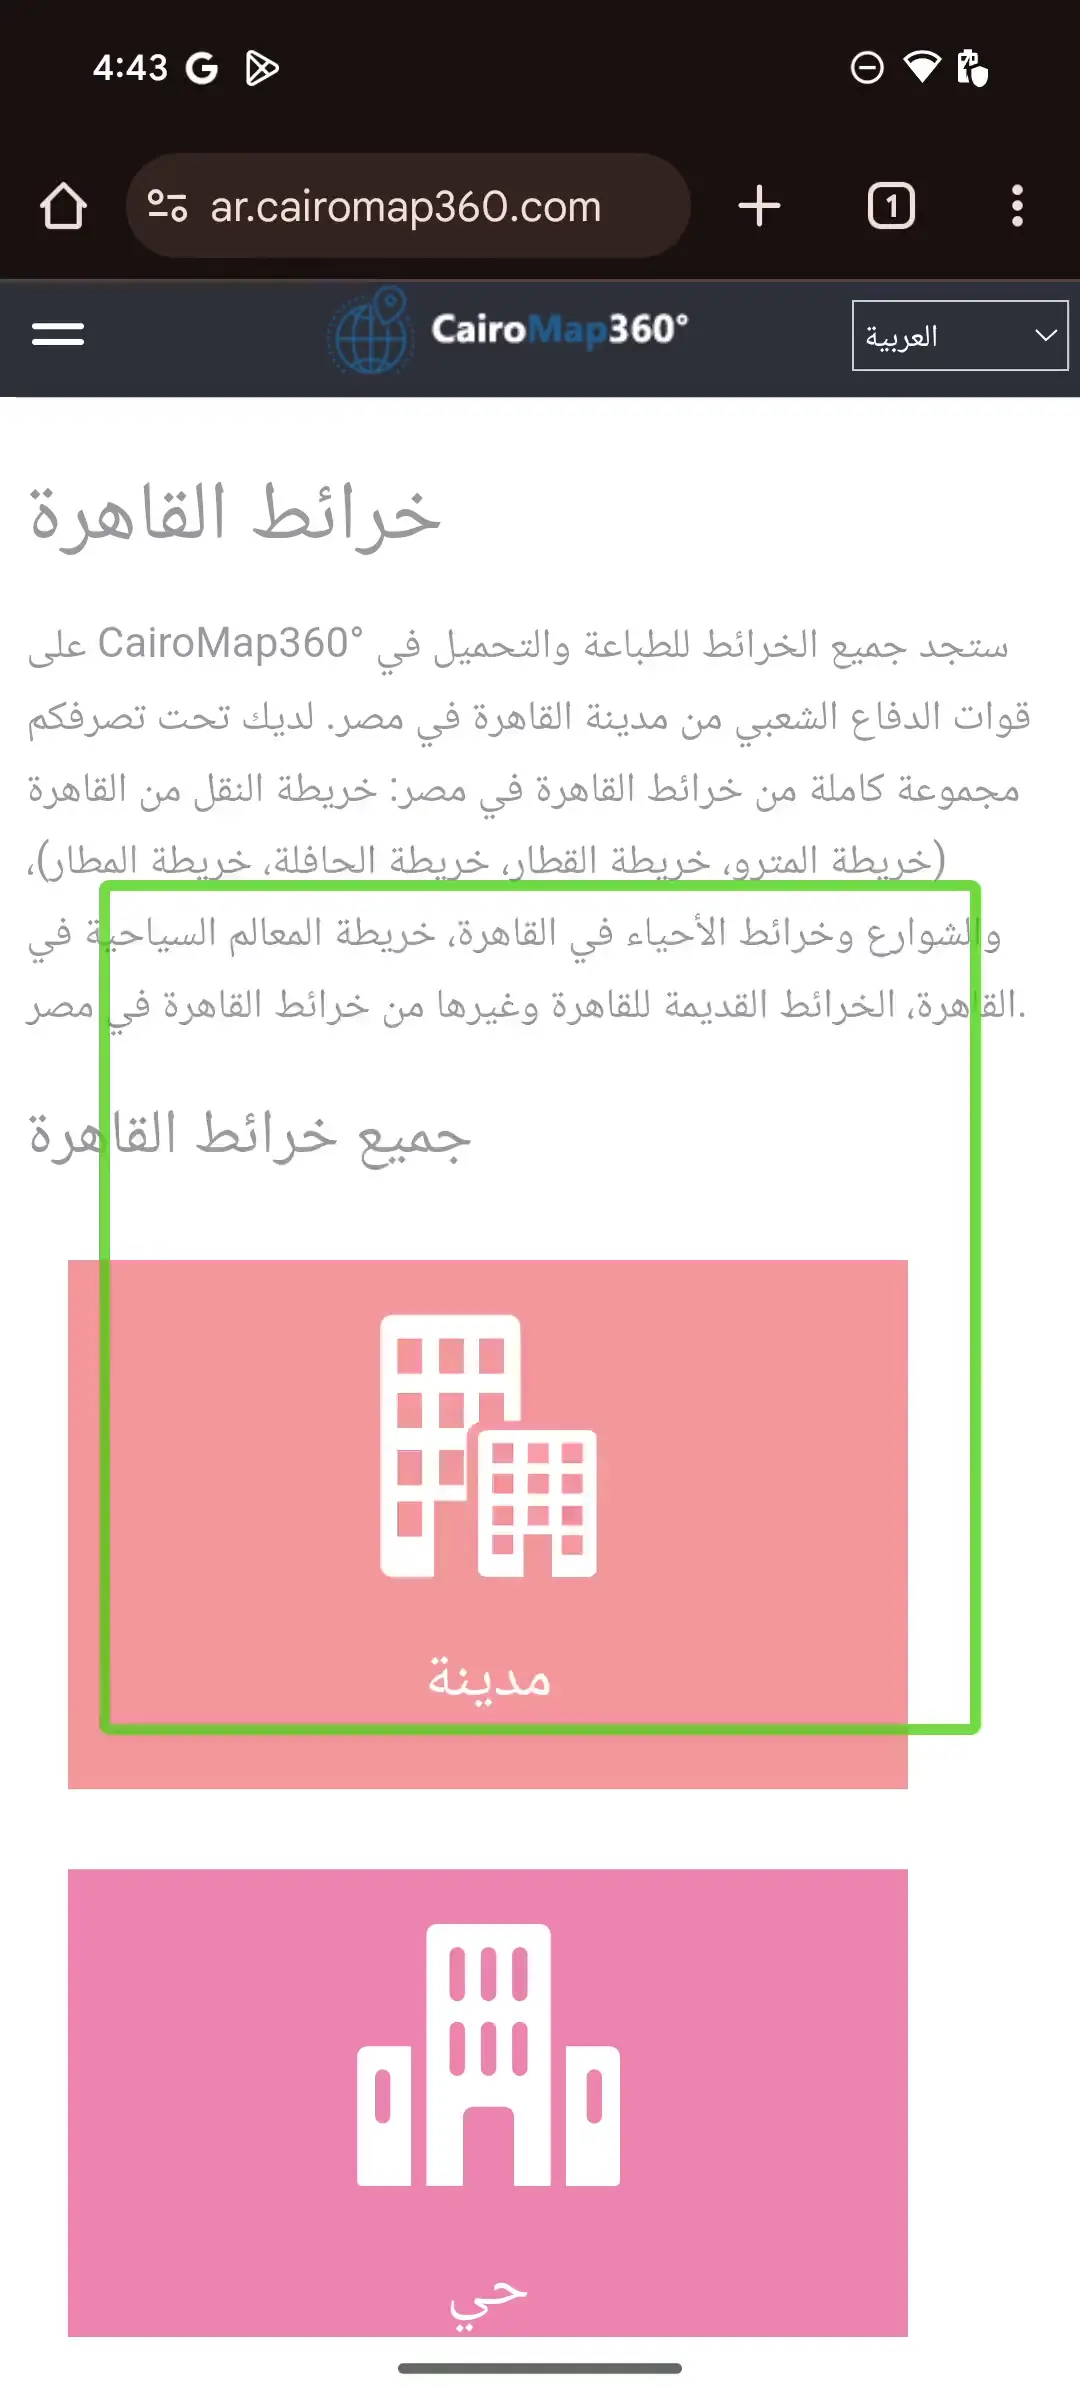 4:43
ar.cairomap360.com
1
CairoMap360°
العربية
خرائط القاهرة
ستجد جميع الخرائط للطباعة والتحميل في CairoMap360° على
قوات الدفاع الشعبي من مدينة القاهرة في مصر. لديك تحت تصرفكم
مجموعة كاملة من خرائط القاهرة في مصر: خريطة النقل من القاهرة
(خريطة المترو، خريطة القطار، خريطة الحافلة، خريطة المطار)،
والشوارع وخرائط الأحياء في القاهرة، خريطة المعالم السياحية في
القاهرة، الخرائط القديمة للقاهرة وغيرها من خرائط القاهرة في مصر.
جميع خرائط القاهرة
مدينة
حي